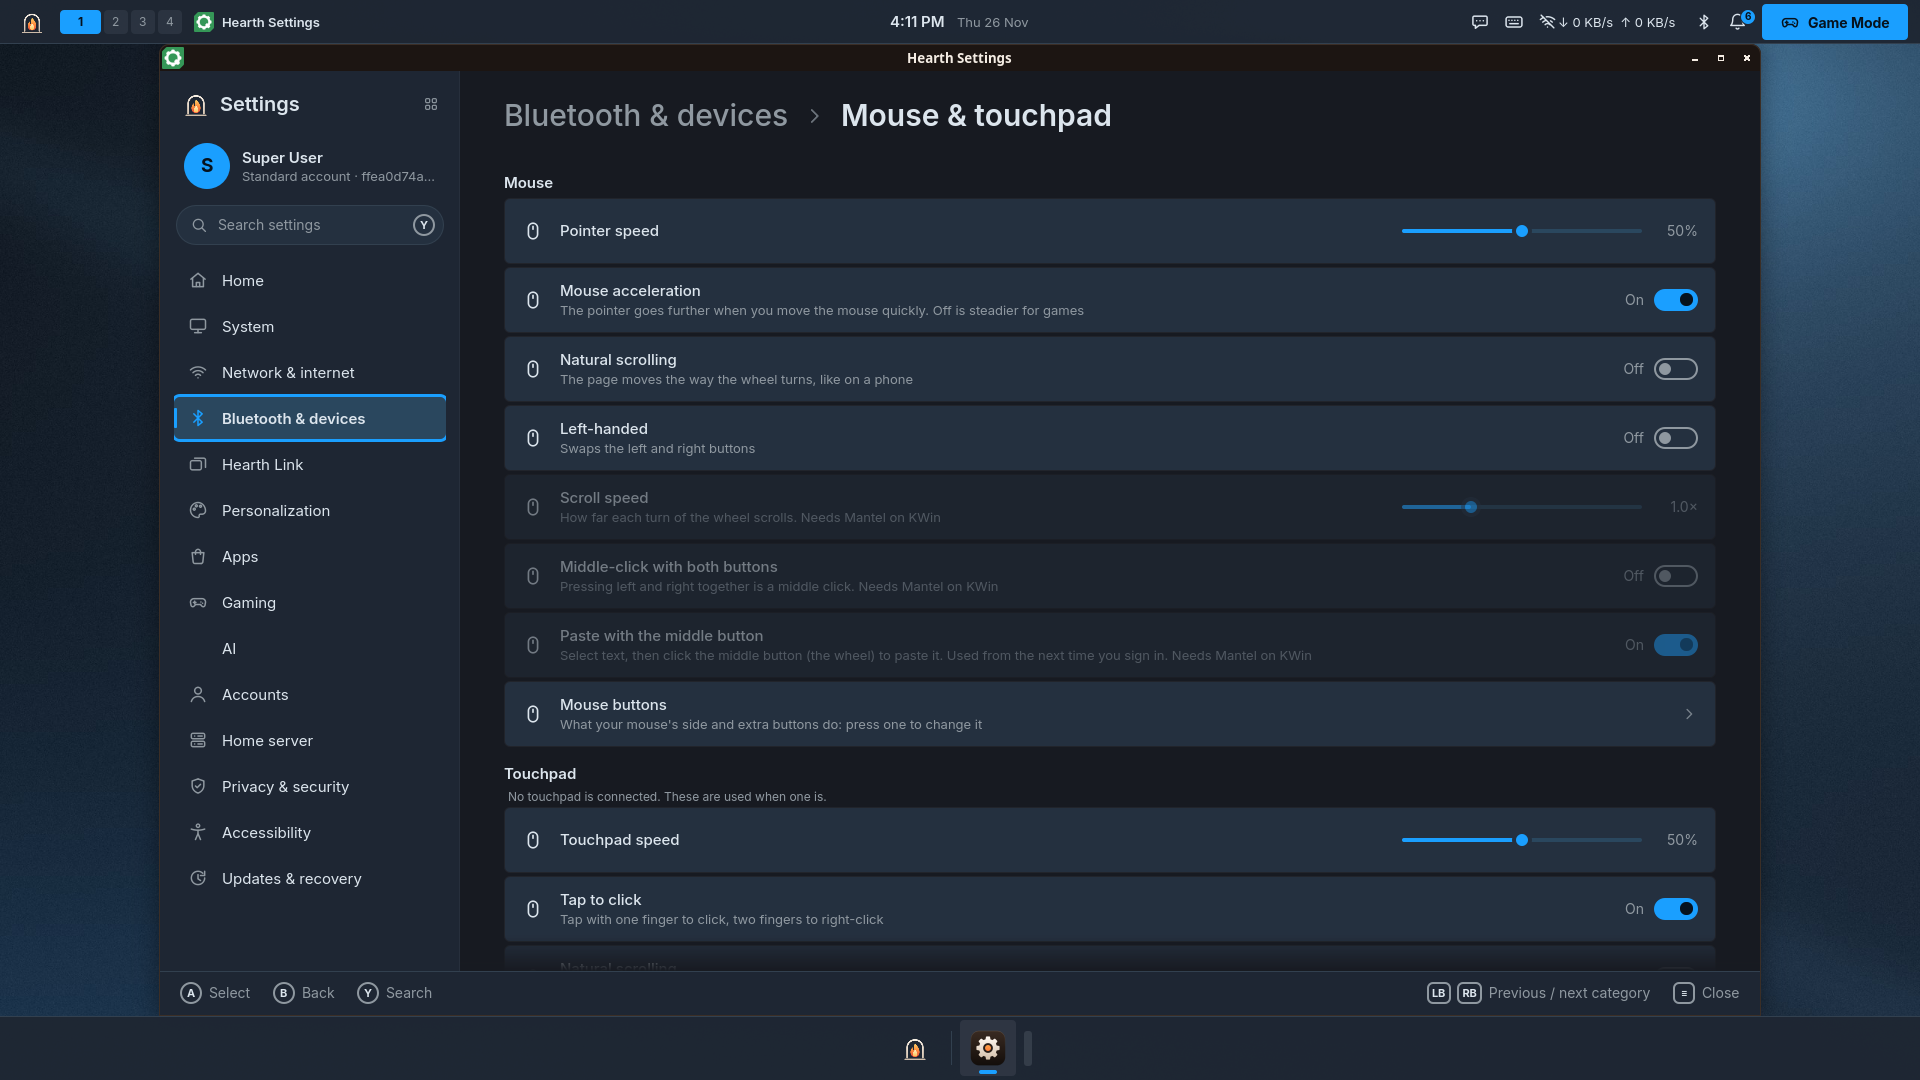 1 2 3 4 Hearth Settings
4:11 PM Thu 26 Nov
↓ 0 KB/s ↑ 0 KB/s
6
Game Mode
Hearth Settings
Settings
S
Super User
Standard account · ffea0d74a...
Search settings Y
Home
System
Network & internet
Bluetooth & devices
Hearth Link
Personalization
Apps
Gaming
AI
Accounts
Home server
Privacy & security
Accessibility
Updates & recovery
Bluetooth & devices › Mouse & touchpad
Mouse
Pointer speed 50%
Mouse acceleration
The pointer goes further when you move the mouse quickly. Off is steadier for games
On
Natural scrolling
The page moves the way the wheel turns, like on a phone
Off
Left-handed
Swaps the left and right buttons
Off
Scroll speed
How far each turn of the wheel scrolls. Needs Mantel on KWin
1.0×
Middle-click with both buttons
Pressing left and right together is a middle click. Needs Mantel on KWin
Off
Paste with the middle button
Select text, then click the middle button (the wheel) to paste it. Used from the next time you sign in. Needs Mantel on KWin
On
Mouse buttons
What your mouse's side and extra buttons do: press one to change it
Touchpad
No touchpad is connected. These are used when one is.
Touchpad speed 50%
Tap to click
Tap with one finger to click, two fingers to right-click
On
Natural scrolling
A Select B Back Y Search
LB RB Previous / next category ≡ Close